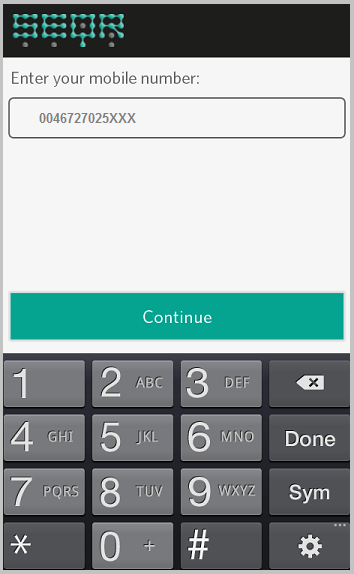 SEQR
Enter your mobile number:
0046727025XXX
Continue
1 2 ABC 3 DEF
4 GHI 5 JKL 6 MNO Done
7 PQRS 8 TUV 9 WXYZ Sym
* 0 + #